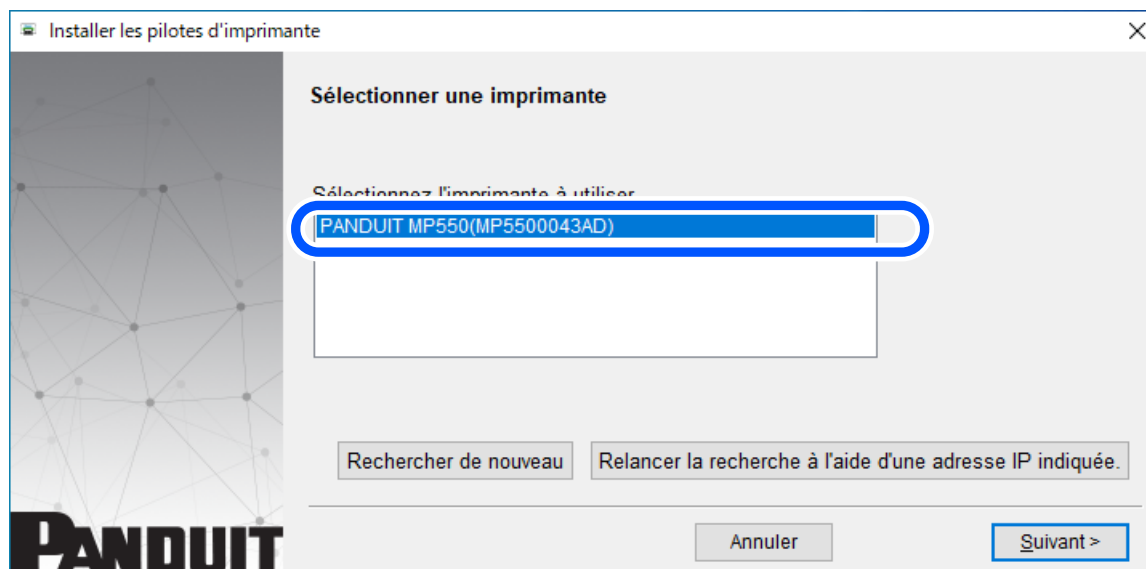 Installer les pilotes d'imprimante
Sélectionner une imprimante
Sélectionnez l'imprimante à utiliser
PANDUIT MP550(MP5500043AD)
Rechercher de nouveau
Relancer la recherche à l'aide d'une adresse IP indiquée.
PANDUIT
Annuler
Suivant >